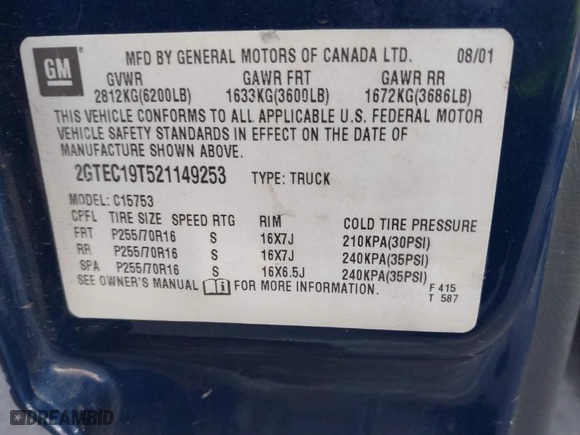 GM
MFD BY GENERAL MOTORS OF CANADA LTD. 08/01
GVWR GAWR FRT GAWR RR
2812KG(6200LB) 1633KG(3600LB) 1672KG(3686LB)
THIS VEHICLE CONFORMS TO ALL APPLICABLE U.S. FEDERAL MOTOR
VEHICLE SAFETY STANDARDS IN EFFECT ON THE DATE OF
MANUFACTURE SHOWN ABOVE.
2GTEC19T521149253 TYPE: TRUCK
MODEL: C15753
CPFL TIRE SIZE SPEED RTG RIM COLD TIRE PRESSURE
FRT P255/70R16 S 16X7J 210KPA(30PSI)
RR P255/70R16 S 16X7J 240KPA(35PSI)
SPA P255/70R16 S 16X6.5J 240KPA(35PSI)
SEE OWNER'S MANUAL FOR MORE INFORMATION.
F 415
T 587
DREAMBID